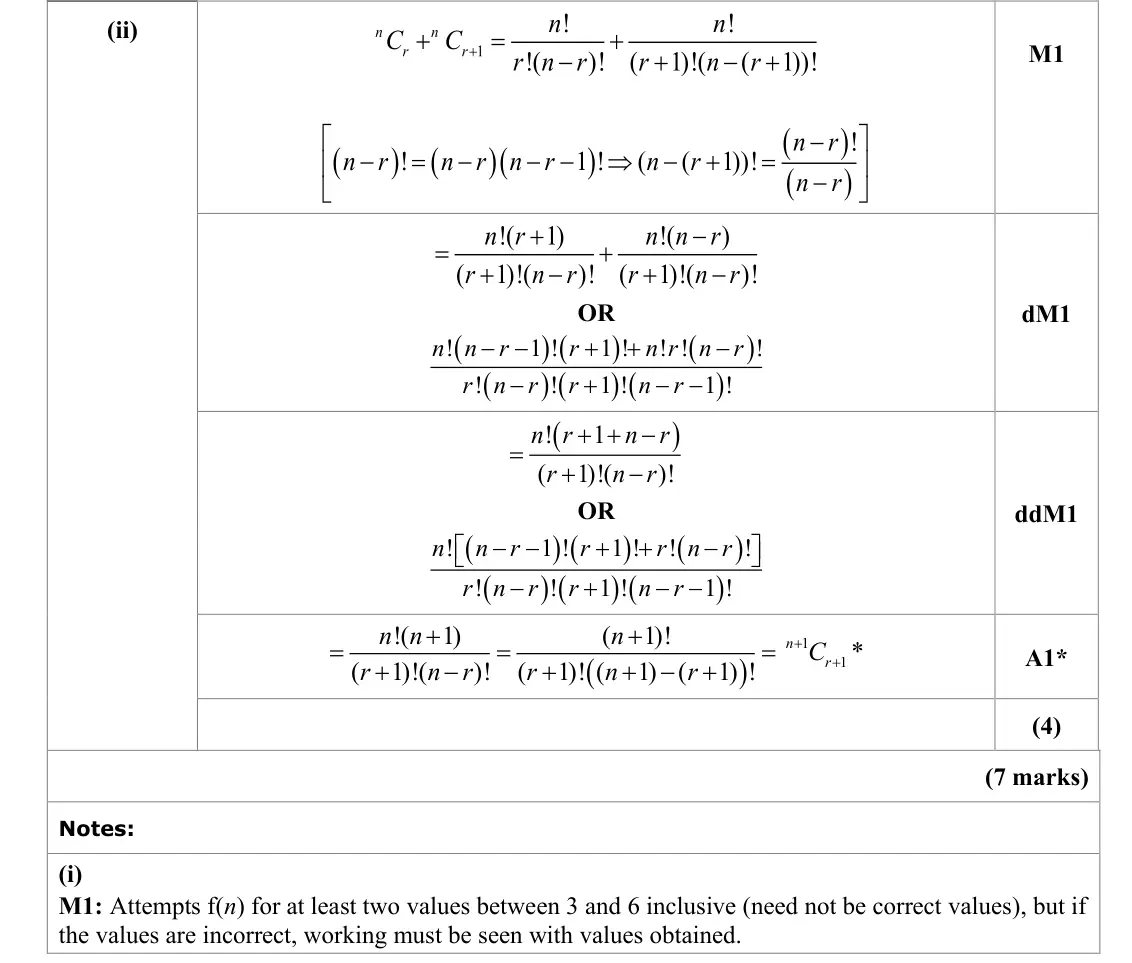 (ii) ⁿCᵣ +ⁿ Cᵣ₊₁ = n!/(r!(n−r)!) + n!/((r+1)!(n−(r+1))!) M1
[(n−r)!=(n−r)(n−r−1)!⇒(n−(r+1))!=(n−r)!/(n−r)]
= n!(r+1)/((r+1)!(n−r)!) + n!(n−r)/((r+1)!(n−r)!)
OR dM1
(n!(n−r−1)!(r+1)!+n!r!(n−r)!)/(r!(n−r)!(r+1)!(n−r−1)!)
= n!(r+1+n−r)/((r+1)!(n−r)!)
OR ddM1
n![(n−r−1)!(r+1)!+r!(n−r)!]/(r!(n−r)!(r+1)!(n−r−1)!)
= n!(n+1)/((r+1)!(n−r)!) = (n+1)!/((r+1)!((n+1)−(r+1))!) = ⁿ⁺¹Cᵣ₊₁ * A1*
(4)
(7 marks)
Notes:
(i)
M1: Attempts f(n) for at least two values between 3 and 6 inclusive (need not be correct values), but if
the values are incorrect, working must be seen with values obtained.